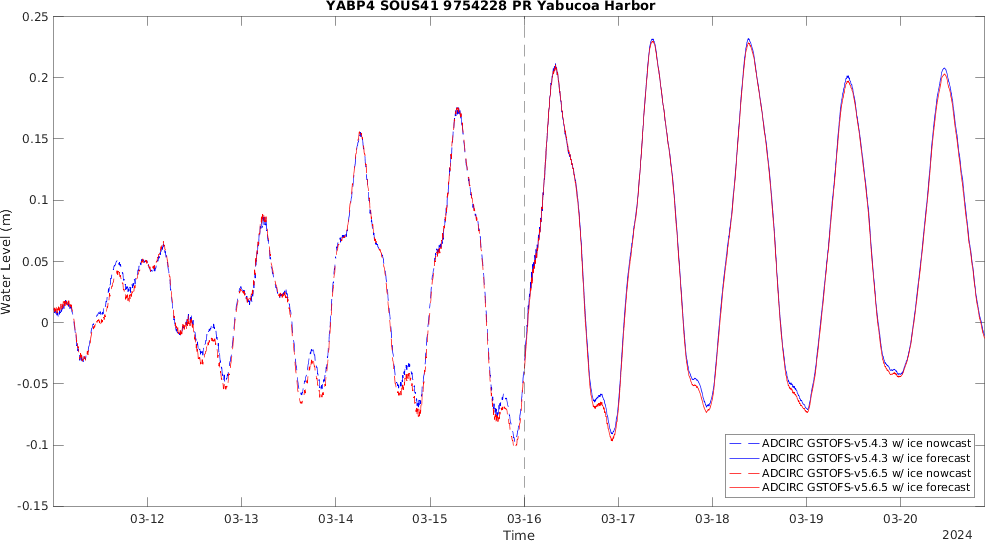 YABP4 SOUS41 9754228 PR Yabucoa Harbor
0.25
0.2
0.15
0.1
0.05
0
-0.05
-0.1
-0.15
Water Level (m)
03-12 03-13 03-14 03-15 03-16 03-17 03-18 03-19 03-20
Time
2024
ADCIRC GSTOFS-v5.4.3 w/ ice nowcast
ADCIRC GSTOFS-v5.4.3 w/ ice forecast
ADCIRC GSTOFS-v5.6.5 w/ ice nowcast
ADCIRC GSTOFS-v5.6.5 w/ ice forecast